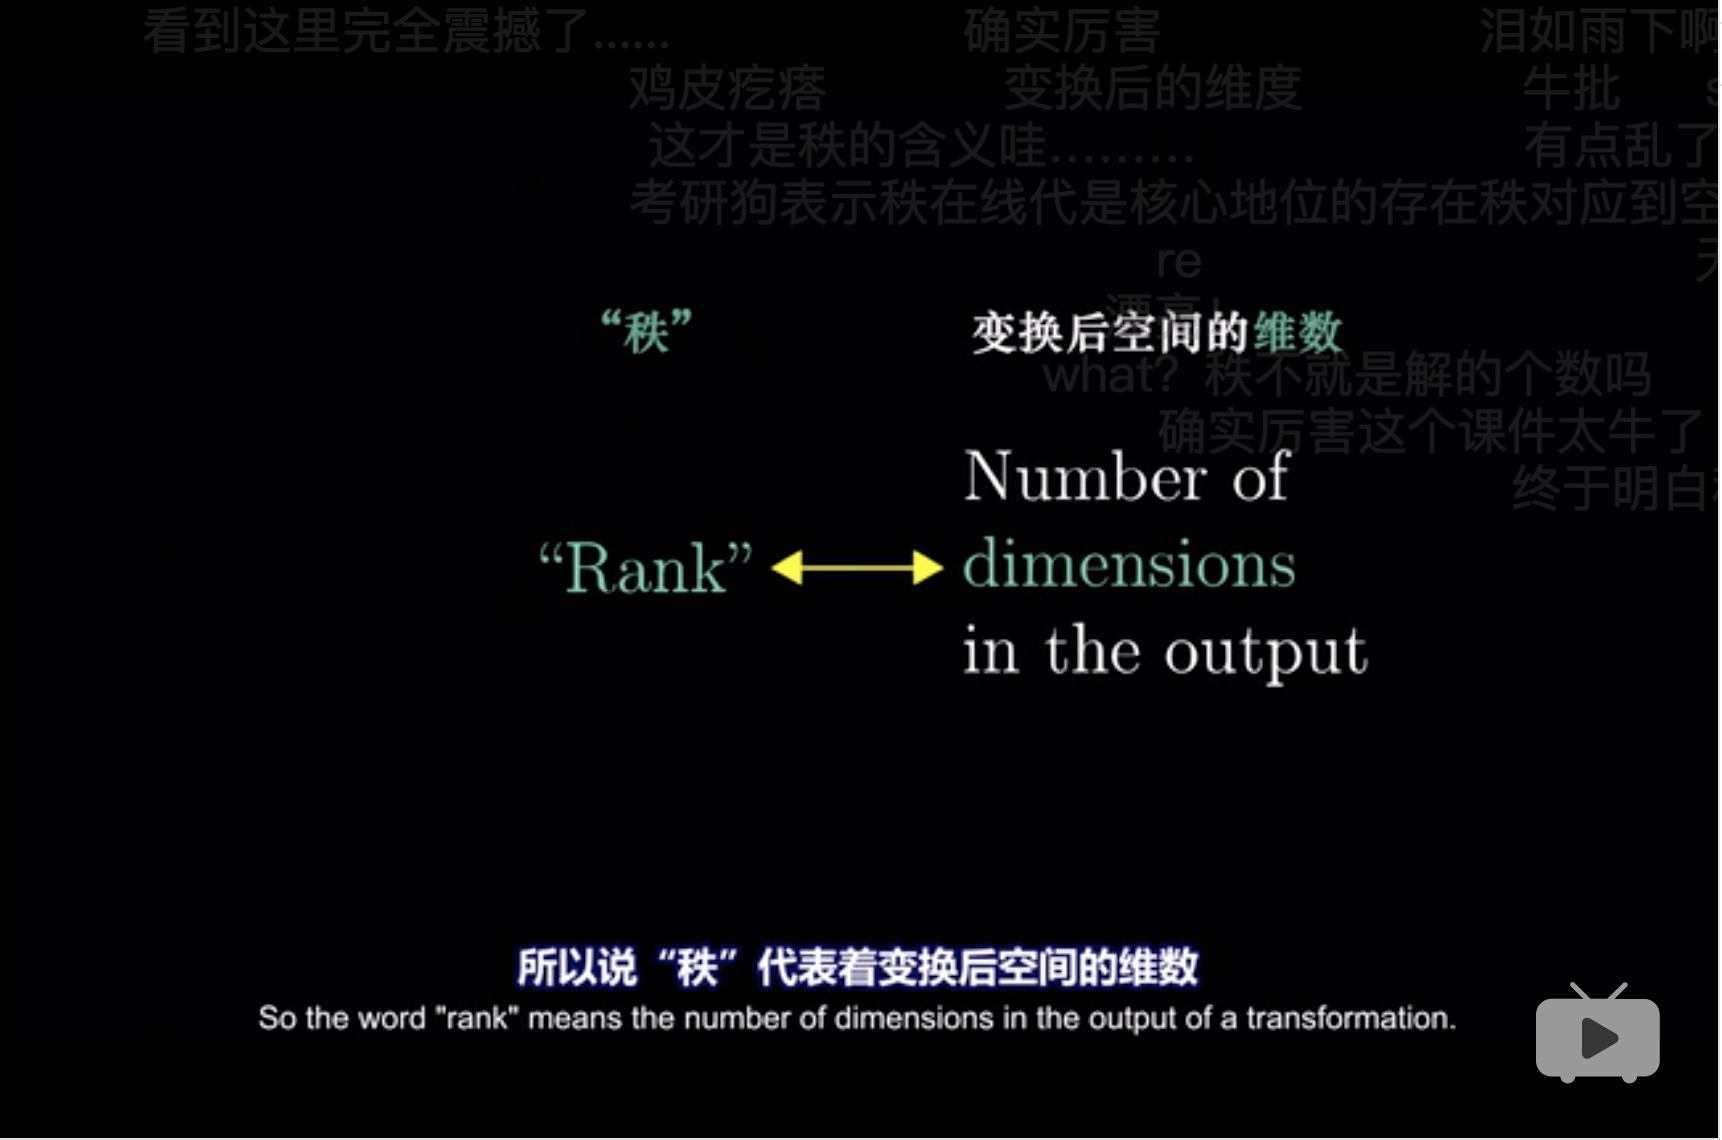 看到这里完全震撼了......
确实厉害
泪如雨下啊
鸡皮疙瘩
变换后的维度
牛批
s
这才是秩的含义哇.........
有点乱了
考研狗表示秩在线代是核心地位的存在秩对应到空
re
漂亮！
“秩”
变换后空间的维数
what？秩不就是解的个数吗
确实厉害这个课件太牛了
Number of
终于明白
“Rank”
dimensions
in the output
所以说“秩”代表着变换后空间的维数
So the word "rank" means the number of dimensions in the output of a transformation.